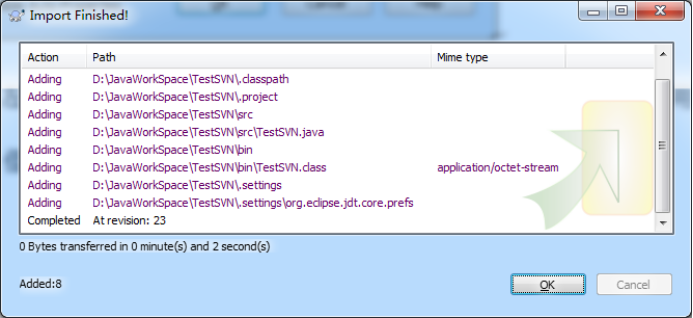 Import Finished!
Action Path Mime type
Adding D:\JavaWorkSpace\TestSVN\.classpath
Adding D:\JavaWorkSpace\TestSVN\.project
Adding D:\JavaWorkSpace\TestSVN\src
Adding D:\JavaWorkSpace\TestSVN\src\TestSVN.java
Adding D:\JavaWorkSpace\TestSVN\bin
Adding D:\JavaWorkSpace\TestSVN\bin\TestSVN.class application/octet-stream
Adding D:\JavaWorkSpace\TestSVN\.settings
Adding D:\JavaWorkSpace\TestSVN\.settings\org.eclipse.jdt.core.prefs
Completed At revision: 23
0 Bytes transferred in 0 minute(s) and 2 second(s)
Added:8
OK Cancel